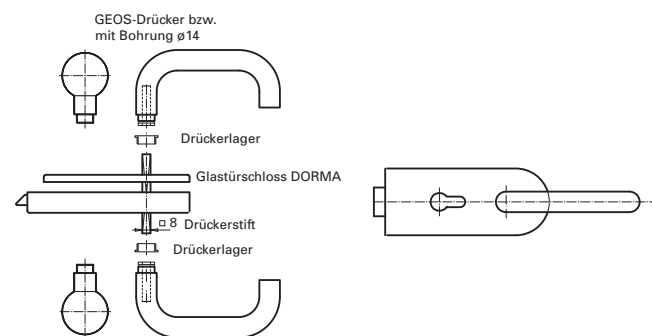 GEOS-Drücker bzw.
mit Bohrung ø14
Drückerlager
Glastürschloss DORMA
□ 8 Drückerstift
Drückerlager